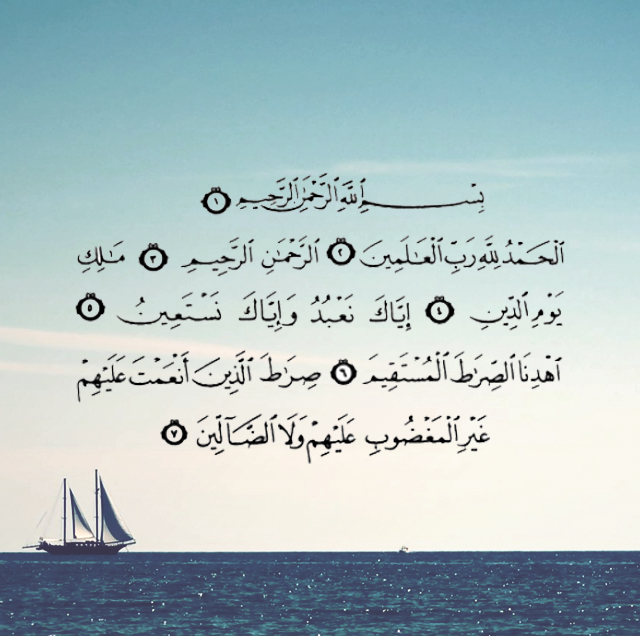 بِسْمِ ٱللَّهِ ٱلرَّحْمَٰنِ ٱلرَّحِيمِ ١
ٱلْحَمْدُ لِلَّهِ رَبِّ ٱلْعَٰلَمِينَ ٢ ٱلرَّحْمَٰنِ ٱلرَّحِيمِ ٣ مَٰلِكِ
يَوْمِ ٱلدِّينِ ٤ إِيَّاكَ نَعْبُدُ وَإِيَّاكَ نَسْتَعِينُ ٥
ٱهْدِنَا ٱلصِّرَٰطَ ٱلْمُسْتَقِيمَ ٦ صِرَٰطَ ٱلَّذِينَ أَنْعَمْتَ عَلَيْهِمْ
غَيْرِ ٱلْمَغْضُوبِ عَلَيْهِمْ وَلَا ٱلضَّآلِّينَ ٧